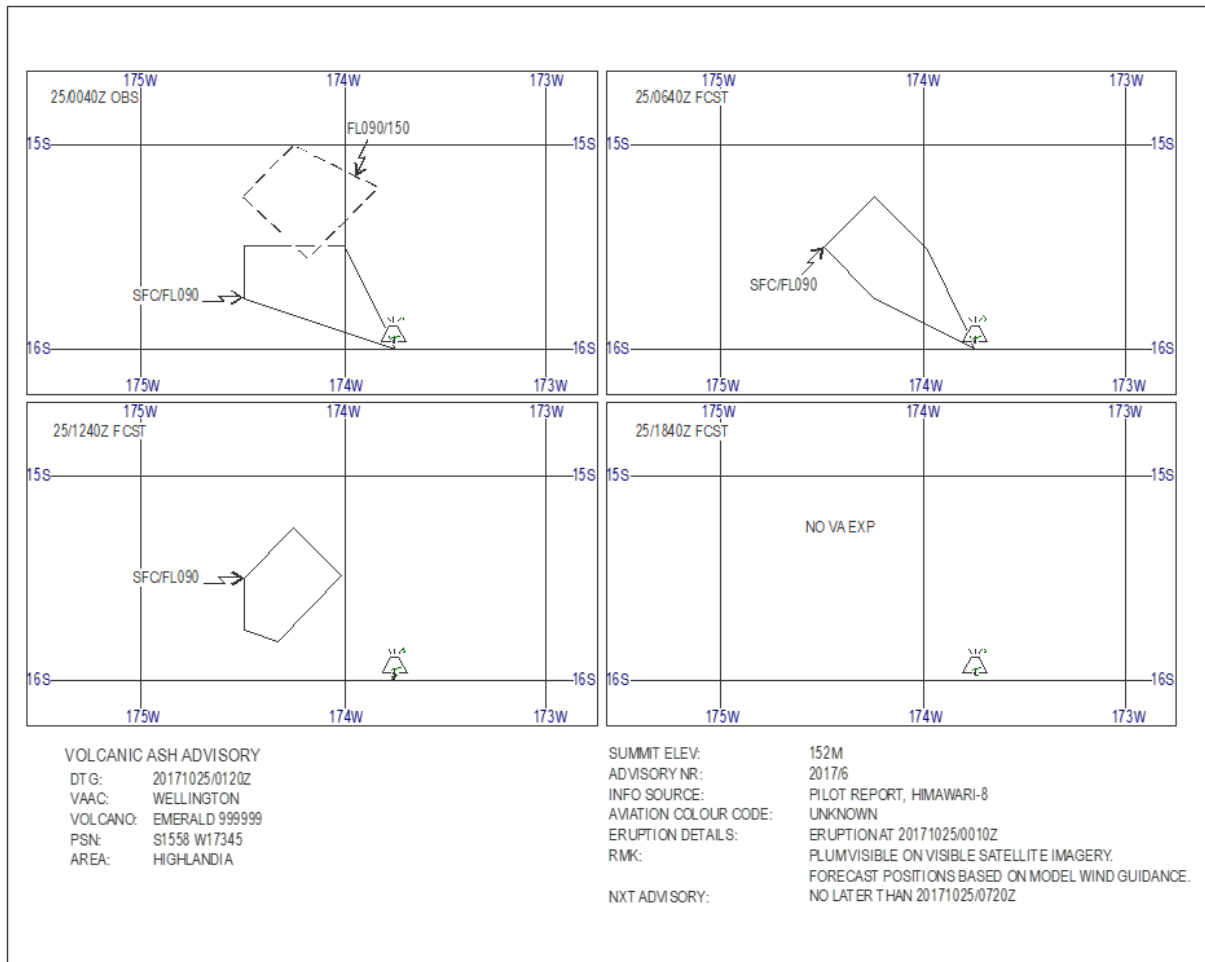 175W 174W 173W
25/0040Z OBS
FL090/150
15S 15S
SFC/FL090
16S 16S
175W 174W 173W
175W 174W 173W
25/0640Z FCST
15S 15S
SFC/FL090
16S 16S
175W 174W 173W
175W 174W 173W
25/1240Z FCST
15S 15S
SFC/FL090
16S 16S
175W 174W 173W
175W 174W 173W
25/1840Z FCST
15S 15S
NO VA EXP
16S 16S
175W 174W 173W
VOLCANIC ASH ADVISORY
DTG: 20171025/0120Z
VAAC: WELLINGTON
VOLCANO: EMERALD 999999
PSN: S1558 W17345
AREA: HIGHLANDIA
SUMMIT ELEV: 152M
ADVISORY NR: 2017/6
INFO SOURCE: PILOT REPORT, HIMAWARI-8
AVIATION COLOUR CODE: UNKNOWN
ERUPTION DETAILS: ERUPTION AT 20171025/0010Z
RMK: PLUM VISIBLE ON VISIBLE SATELLITE IMAGERY.
FORECAST POSITIONS BASED ON MODEL WIND GUIDANCE.
NXT ADVISORY: NO LATER THAN 20171025/0720Z